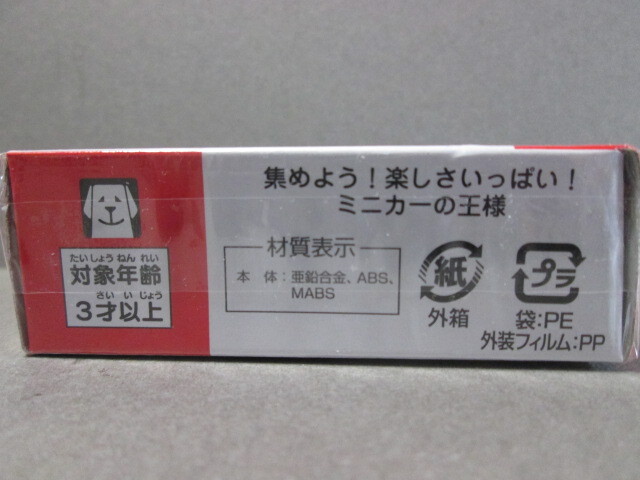 たいしょうねんれい
対象年齢
さい いじょう
3才以上
集めよう!楽しさいっぱい!
ミニカーの王様
材質表示
本 体:亜鉛合金、ABS、
MABS
紙
外箱
プラ
袋:PE
外装フィルム:PP